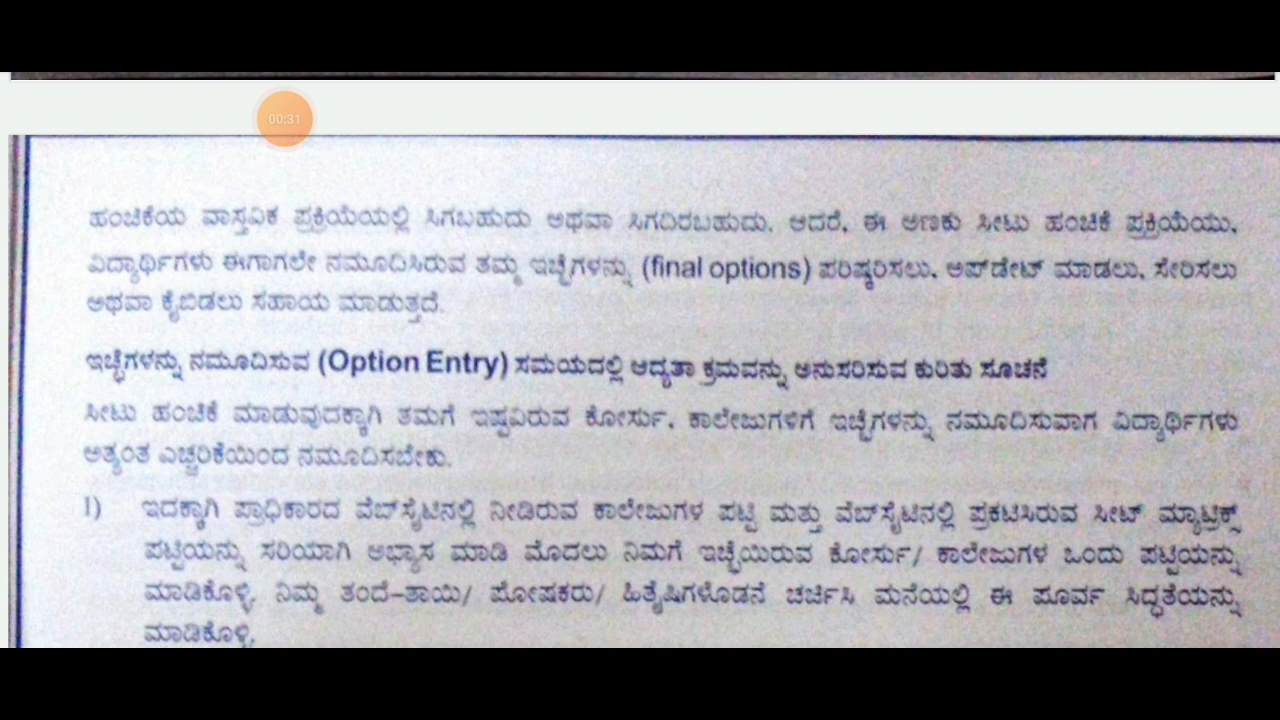 00:31
ಹಂಚಿಕೆಯ ವಾಸ್ತವಿಕ ಪ್ರಕ್ರಿಯೆಯಲ್ಲಿ ಸಿಗಬಹುದು ಅಥವಾ ಸಿಗದಿರಬಹುದು. ಆದರೆ, ಈ ಅಣಕು ಸೀಟು ಹಂಚಿಕೆ ಪ್ರಕ್ರಿಯೆಯು,
ವಿದ್ಯಾರ್ಥಿಗಳು ಈಗಾಗಲೇ ನಮೂದಿಸಿರುವ ತಮ್ಮ ಇಚ್ಛೆಗಳನ್ನು (final options) ಪರಿಷ್ಕರಿಸಲು, ಅಪ್‌ಡೇಟ್ ಮಾಡಲು, ಸೇರಿಸಲು
ಅಥವಾ ಕೈಬಿಡಲು ಸಹಾಯ ಮಾಡುತ್ತದೆ.
ಇಚ್ಛೆಗಳನ್ನು ನಮೂದಿಸುವ (Option Entry) ಸಮಯದಲ್ಲಿ ಆದ್ಯತಾ ಕ್ರಮವನ್ನು ಅನುಸರಿಸುವ ಕುರಿತು ಸೂಚನೆ
ಸೀಟು ಹಂಚಿಕೆ ಮಾಡುವುದಕ್ಕಾಗಿ ತಮಗೆ ಇಷ್ಟವಿರುವ ಕೋರ್ಸು, ಕಾಲೇಜುಗಳಿಗೆ ಇಚ್ಛೆಗಳನ್ನು ನಮೂದಿಸುವಾಗ ವಿದ್ಯಾರ್ಥಿಗಳು
ಅತ್ಯಂತ ಎಚ್ಚರಿಕೆಯಿಂದ ನಮೂದಿಸಬೇಕು.
1) ಇದಕ್ಕಾಗಿ ಪ್ರಾಧಿಕಾರದ ವೆಬ್‌ಸೈಟಿನಲ್ಲಿ ನೀಡಿರುವ ಕಾಲೇಜುಗಳ ಪಟ್ಟಿ ಮತ್ತು ವೆಬ್‌ಸೈಟಿನಲ್ಲಿ ಪ್ರಕಟಿಸಿರುವ ಸೀಟ್ ಮ್ಯಾಟ್ರಿಕ್ಸ್
ಪಟ್ಟಿಯನ್ನು ಸರಿಯಾಗಿ ಅಭ್ಯಾಸ ಮಾಡಿ ಮೊದಲು ನಿಮಗೆ ಇಚ್ಛೆಯಿರುವ ಕೋರ್ಸು/ ಕಾಲೇಜುಗಳ ಒಂದು ಪಟ್ಟಿಯನ್ನು
ಮಾಡಿಕೊಳ್ಳಿ. ನಿಮ್ಮ ತಂದೆ-ತಾಯಿ/ ಪೋಷಕರು/ ಹಿತೈಷಿಗಳೊಡನೆ ಚರ್ಚಿಸಿ ಮನೆಯಲ್ಲಿ ಈ ಪೂರ್ವ ಸಿದ್ಧತೆಯನ್ನು
ಮಾಡಿಕೊಳ್ಳಿ.